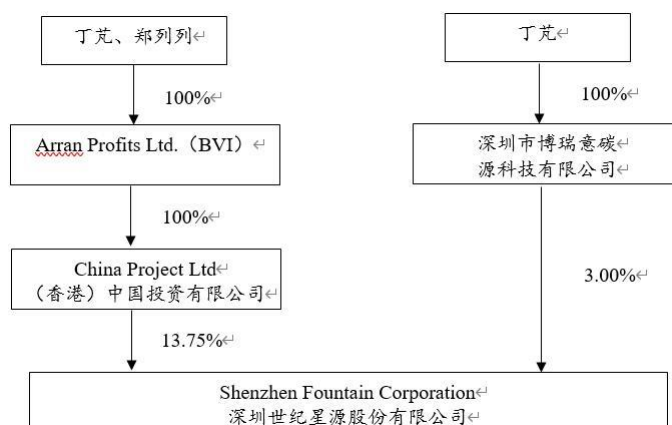 丁芃、郑列列
100%
Arran Profits Ltd.（BVI）
100%
China Project Ltd
（香港）中国投资有限公司
13.75%
丁芃
100%
深圳市博瑞意碳
源科技有限公司
3.00%
Shenzhen Fountain Corporation
深圳世纪星源股份有限公司